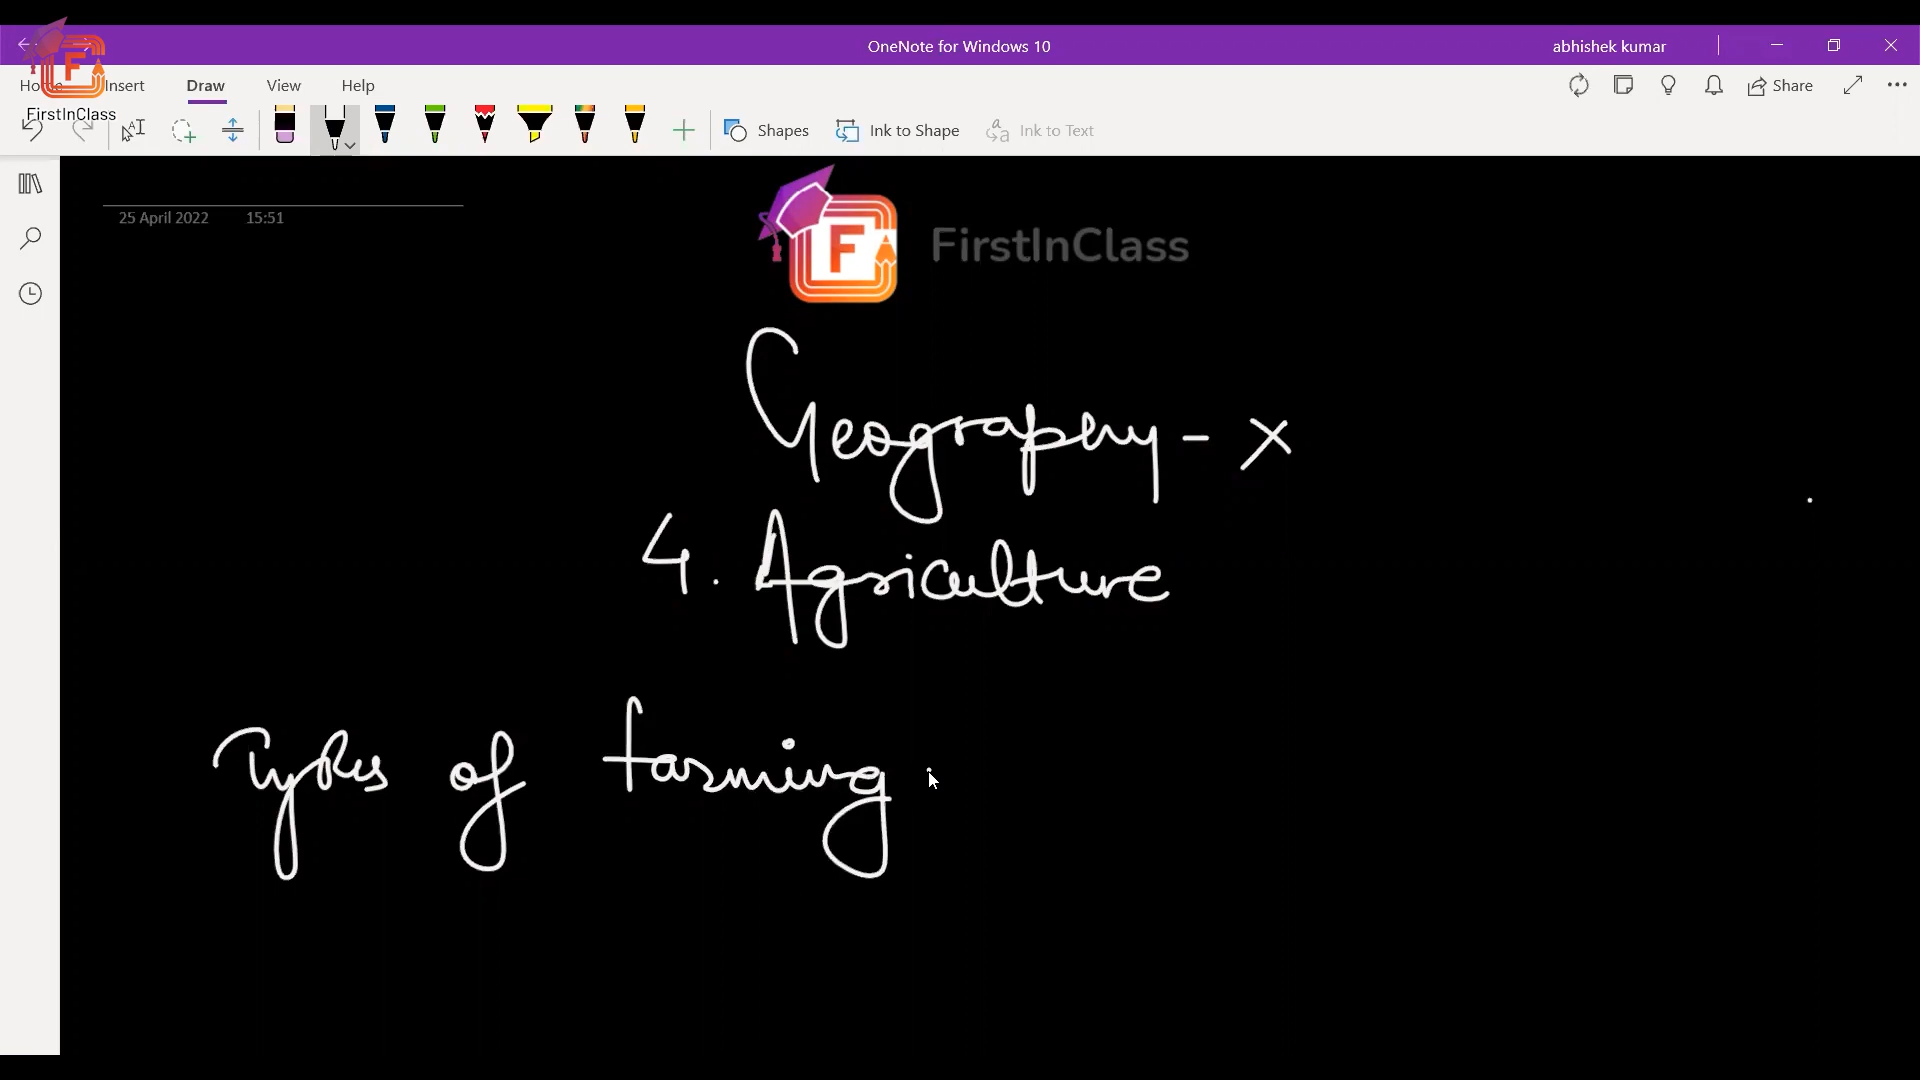 OneNote for Windows 10
abhishek kumar
Insert Draw View Help
Share
FirstInClass
Shapes Ink to Shape Ink to Text
25 April 2022 15:51
FirstInClass
Geography - X
4. Agriculture
Types of farming